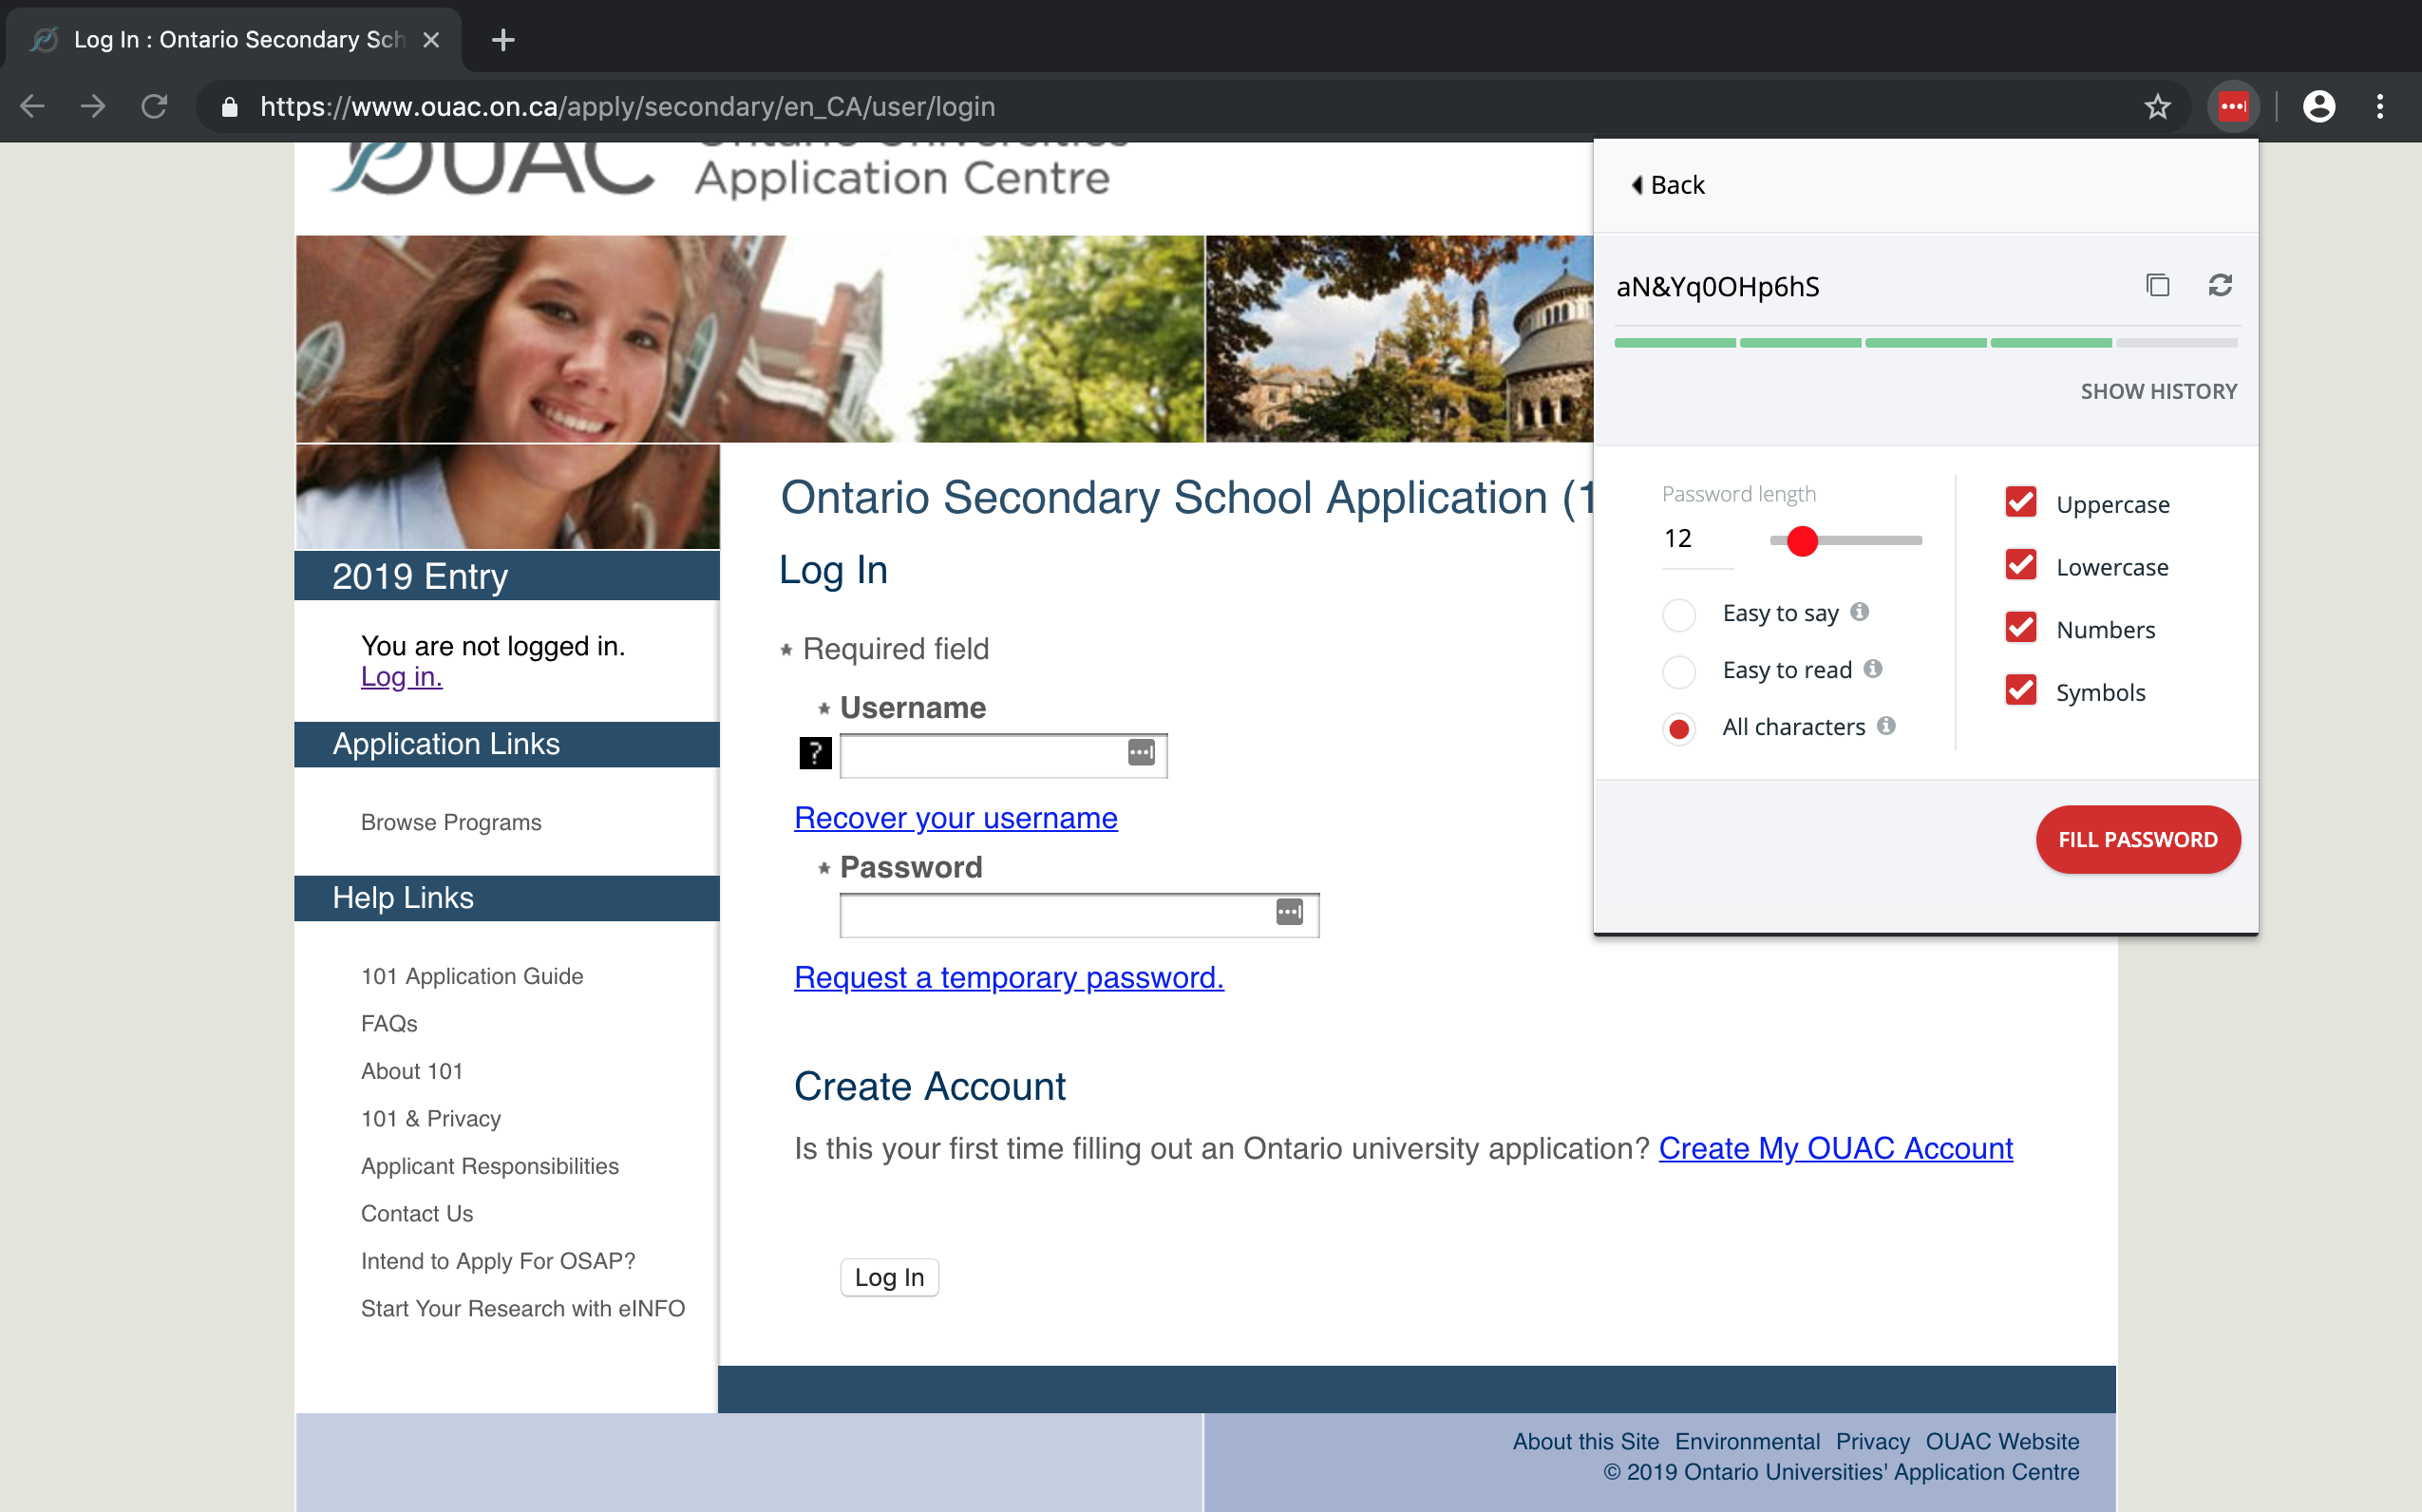 Log In : Ontario Secondary Sch
https://www.ouac.on.ca/apply/secondary/en_CA/user/login
OUAC Ontario Universities
Application Centre
Back
aN&Yq0OHp6hS
SHOW HISTORY
Password length
12
Easy to say
Easy to read
All characters
Uppercase
Lowercase
Numbers
Symbols
FILL PASSWORD
2019 Entry
You are not logged in.
Log in.
Application Links
Browse Programs
Help Links
101 Application Guide
FAQs
About 101
101 & Privacy
Applicant Responsibilities
Contact Us
Intend to Apply For OSAP?
Start Your Research with eINFO
Ontario Secondary School Application (1
Log In
* Required field
* Username
?
Recover your username
* Password
Request a temporary password.
Create Account
Is this your first time filling out an Ontario university application? Create My OUAC Account
Log In
About this Site Environmental Privacy OUAC Website
© 2019 Ontario Universities' Application Centre